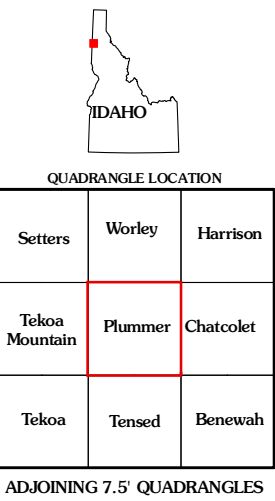 IDAHO
QUADRANGLE LOCATION
Setters
Worley
Harrison
Tekoa
Mountain
Plummer
Chatcolet
Tekoa
Tensed
Benewah
ADJOINING 7.5' QUADRANGLES